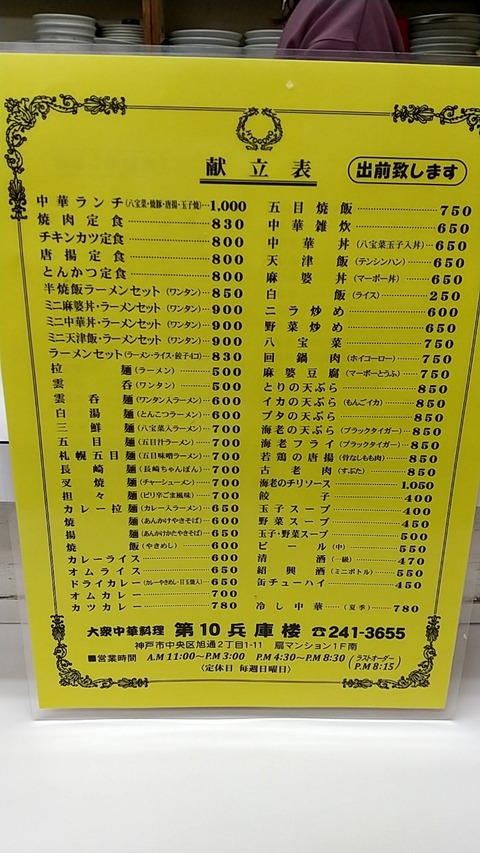 献立表
出前致します
中華ランチ(八宝菜・焼豚・唐揚・玉子焼)…1,000
焼肉定食…830
チキンカツ定食…800
唐揚定食…800
とんかつ定食…800
半焼飯ラーメンセット(ワンタン)…850
ミニ麻婆丼・ラーメンセット(ワンタン)…900
ミニ中華丼・ラーメンセット(ワンタン)…900
ミニ天津飯・ラーメンセット(ワンタン)…900
ラーメンセット(ラーメン・ライス・餃子4コ)…830
拉麺(ラーメン)…500
雲呑(ワンタン)…500
雲呑麺(ワンタン入ラーメン)…600
白湯麺(とんこつラーメン)…600
三鮮麺(八宝菜入ラーメン)…700
五目麺(五目汁ラーメン)…700
札幌五目麺(五目味噌ラーメン)…700
長崎麺(長崎ちゃんぽん)…700
叉焼麺(チャーシューメン)…700
担々麺(ピリ辛ごま風味)…700
カレー拉麺(カレー入ラーメン)…650
焼麺(あんかけやきそば)…600
揚麺(あんかけかたやきそば)…650
焼飯(やきめし)…600
カレーライス…600
オムライス…650
ドライカレー(カレーやきめし・目玉個入)…650
オムカレー…700
カツカレー…780
五目焼飯…750
中華雑炊…650
中華丼(八宝菜玉子入丼)…650
天津飯(テンシンハン)…650
麻婆丼(マーボー丼)…650
白飯(ライス)…250
ニラ炒め…600
野菜炒め…650
八宝菜…750
回鍋肉(ホイコーロー)…750
麻婆豆腐(マーボーとうふ)…750
とりの天ぷら…850
イカの天ぷら(もんごイカ)…850
ブタの天ぷら…850
海老の天ぷら(ブラックタイガー)…850
海老フライ(ブラックタイガー)…850
若鶏の唐揚(骨なしもも肉)…850
古老肉(すぶた)…850
海老のチリソース…1.050
餃子…400
玉子スープ…400
野菜スープ…450
玉子・野菜スープ…500
ビール(中)…550
清酒(一級)…470
紹興酒(ミニボトル)…550
缶チューハイ…450
冷し中華(夏季)…780
大衆中華料理 第10兵庫楼 ☎241-3655
神戸市中央区旭通2丁目1-11 扇マンション1F南
■営業時間 A.M 11:00〜P.M 3:00 P.M 4:30〜P.M 8:30 (ラストオーダー P.M 8:15)
(定休日 毎週日曜日)